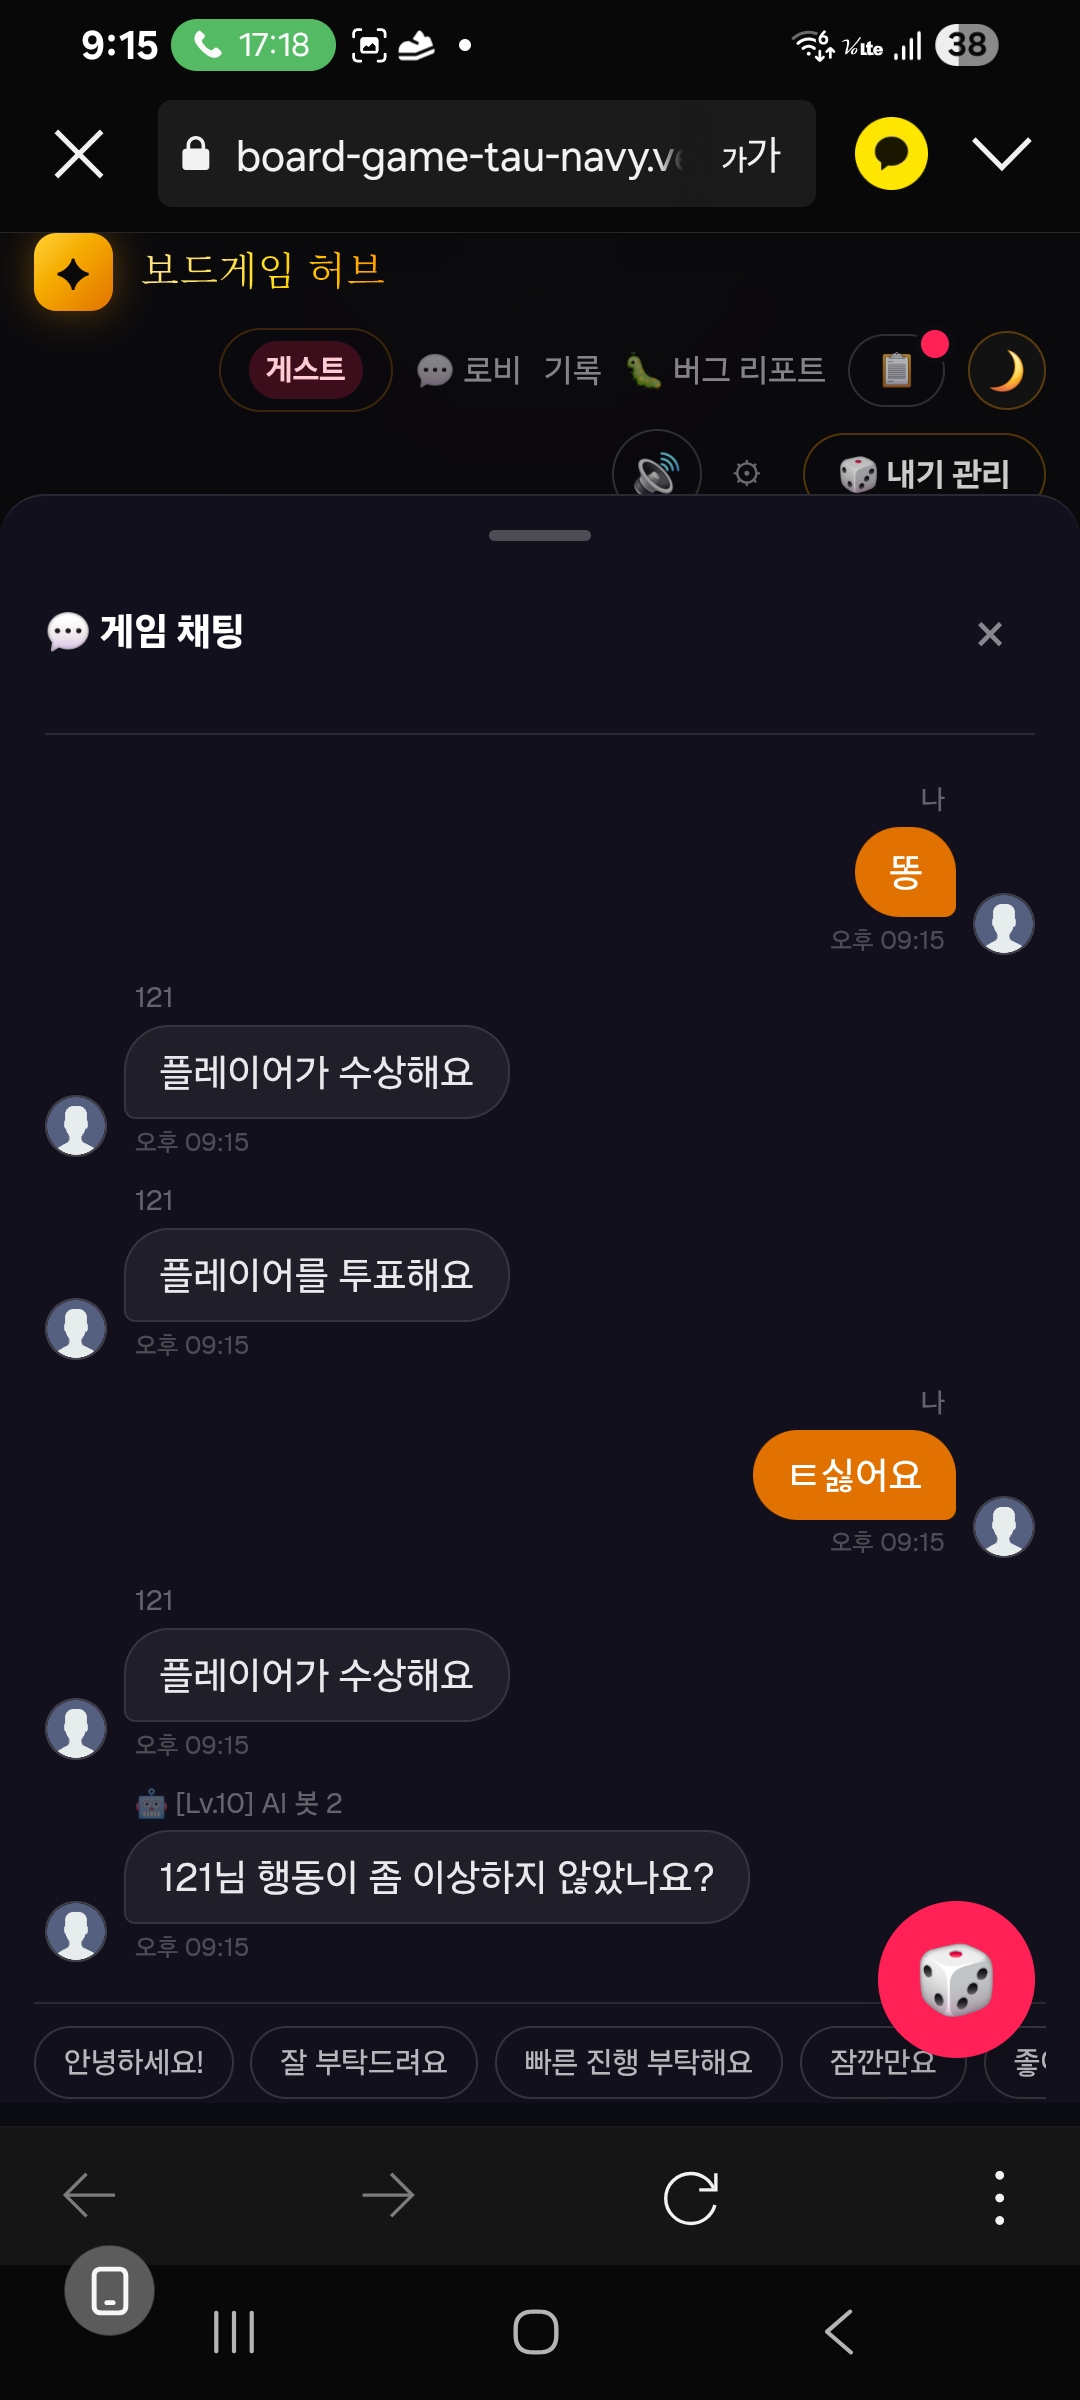 9:15 17:18 6 VoLte 38
board-game-tau-navy.v 가가
보드게임 허브
게스트 로비 기록 버그 리포트
내기 관리
게임 채팅
나
똥
오후 09:15
121
플레이어가 수상해요
오후 09:15
121
플레이어를 투표해요
오후 09:15
나
ㅌ싫어요
오후 09:15
121
플레이어가 수상해요
오후 09:15
[Lv.10] AI 봇 2
121님 행동이 좀 이상하지 않았나요?
오후 09:15
안녕하세요! 잘 부탁드려요 빠른 진행 부탁해요 잠깐만요